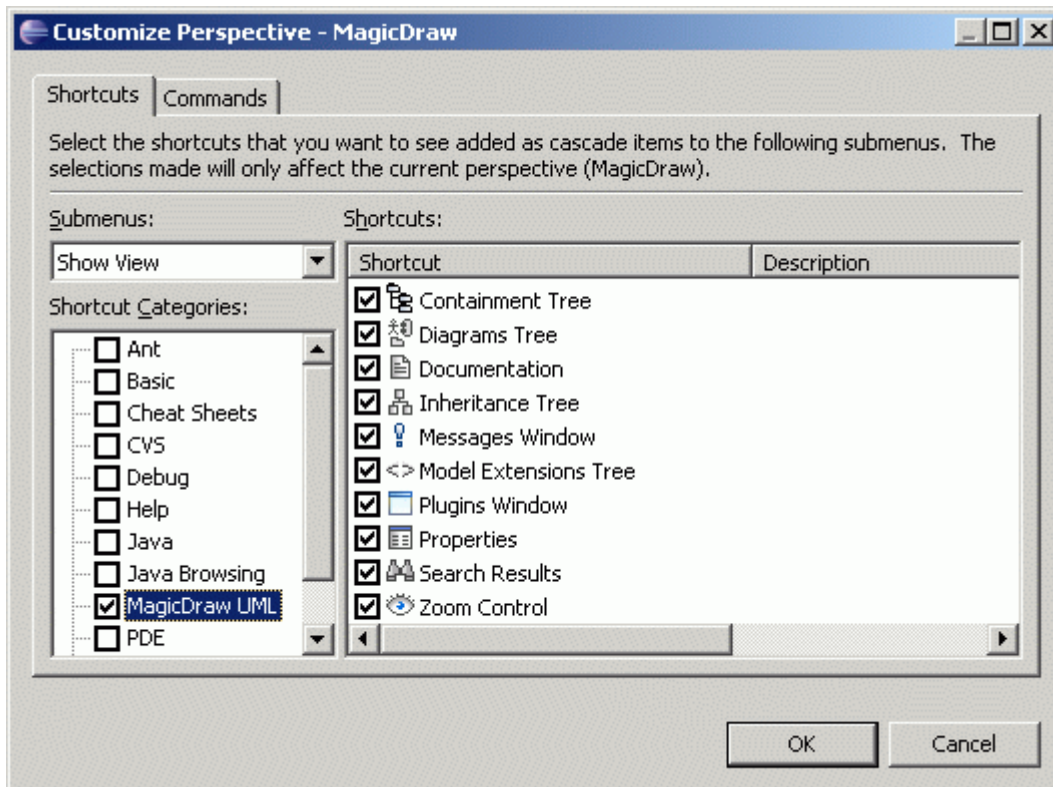 Customize Perspective - MagicDraw
Shortcuts
Commands
Select the shortcuts that you want to see added as cascade items to the following submenus. The
selections made will only affect the current perspective (MagicDraw).
Submenus:
Show View
Shortcut Categories:
Ant
Basic
Cheat Sheets
CVS
Debug
Help
Java
Java Browsing
MagicDraw UML
PDE
Shortcuts:
Shortcut
Description
Containment Tree
Diagrams Tree
Documentation
Inheritance Tree
Messages Window
<> Model Extensions Tree
Plugins Window
Properties
Search Results
Zoom Control
OK
Cancel